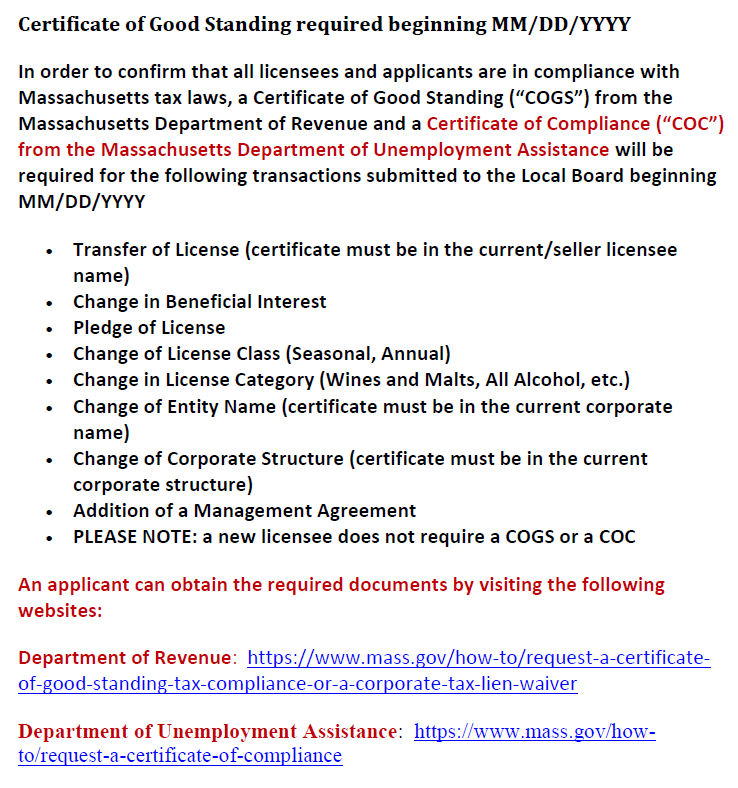 Certificate of Good Standing required beginning MM/DD/YYYY
In order to confirm that all licensees and applicants are in compliance with
Massachusetts tax laws, a Certificate of Good Standing (“COGS”) from the
Massachusetts Department of Revenue and a Certificate of Compliance (“COC”)
from the Massachusetts Department of Unemployment Assistance will be
required for the following transactions submitted to the Local Board beginning
MM/DD/YYYY
• Transfer of License (certificate must be in the current/seller licensee
name)
• Change in Beneficial Interest
• Pledge of License
• Change of License Class (Seasonal, Annual)
• Change in License Category (Wines and Malts, All Alcohol, etc.)
• Change of Entity Name (certificate must be in the current corporate
name)
• Change of Corporate Structure (certificate must be in the current
corporate structure)
• Addition of a Management Agreement
• PLEASE NOTE: a new licensee does not require a COGS or a COC
An applicant can obtain the required documents by visiting the following
websites:
Department of Revenue: https://www.mass.gov/how-to/request-a-certificate-
of-good-standing-tax-compliance-or-a-corporate-tax-lien-waiver
Department of Unemployment Assistance: https://www.mass.gov/how-
to/request-a-certificate-of-compliance